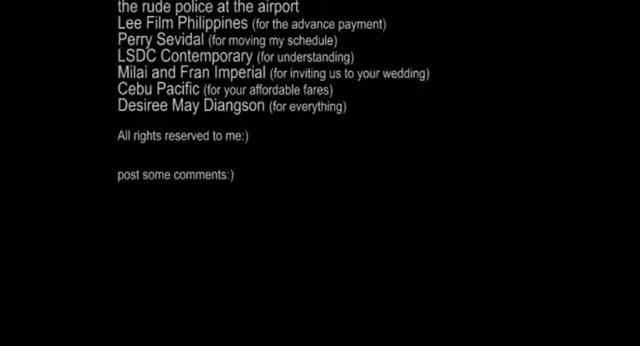 the rude police at the airport
Lee Film Philippines (for the advance payment)
Perry Sevidal (for moving my schedule)
LSDC Contemporary (for understanding)
Milai and Fran Imperial (for inviting us to your wedding)
Cebu Pacific (for your affordable fares)
Desiree May Diangson (for everything)
All rights reserved to me:)
post some comments:)